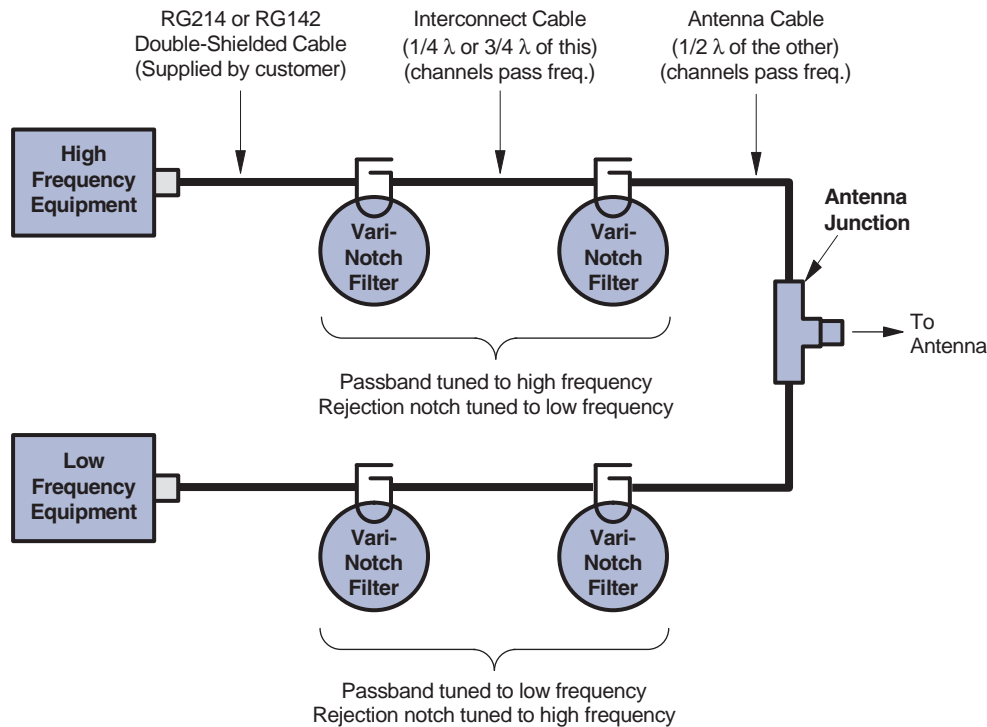 RG214 or RG142
Double-Shielded Cable
(Supplied by customer)
Interconnect Cable
(1/4 λ or 3/4 λ of this)
(channels pass freq.)
Antenna Cable
(1/2 λ of the other)
(channels pass freq.)
High
Frequency
Equipment
Vari-
Notch
Filter
Vari-
Notch
Filter
Antenna
Junction
To
Antenna
Passband tuned to high frequency
Rejection notch tuned to low frequency
Low
Frequency
Equipment
Vari-
Notch
Filter
Vari-
Notch
Filter
Passband tuned to low frequency
Rejection notch tuned to high frequency